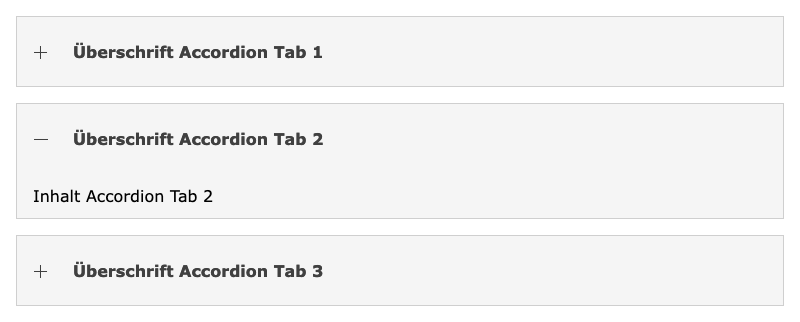 Überschrift Accordion Tab 1
Überschrift Accordion Tab 2
Inhalt Accordion Tab 2
Überschrift Accordion Tab 3